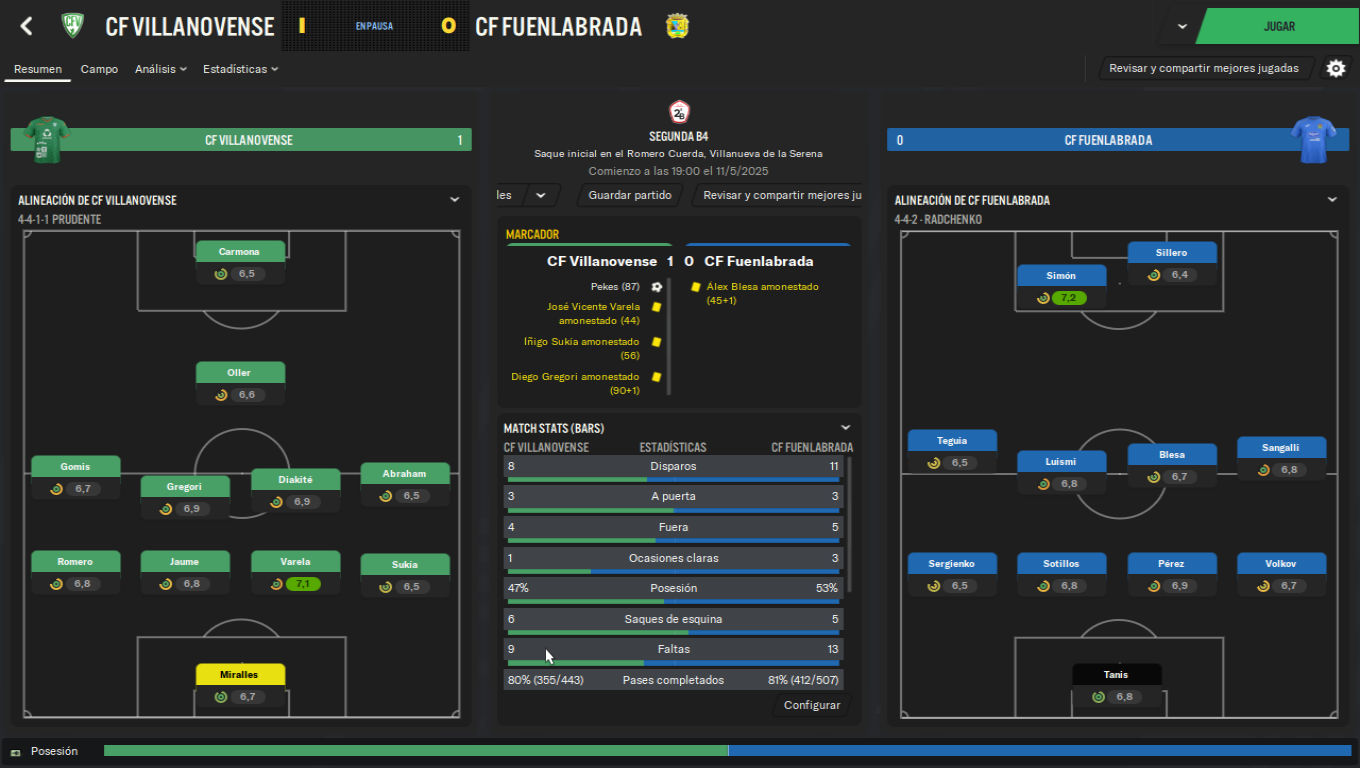 CF VILLANOVENSE 1 EN PAUSA 0 CF FUENLABRADA JUGAR
Resumen Campo Análisis Estadísticas Revisar y compartir mejores jugadas
CF VILLANOVENSE 1
ALINEACIÓN DE CF VILLANOVENSE
4-4-1-1 PRUDENTE
Carmona
6,5
Oller
6,6
Gomis
6,7
Gregori
6,9
Diakité
6,9
Abraham
6,5
Romero
6,8
Jaume
6,8
Varela
7,1
Sukia
6,5
Miralles
6,7
2ªB
SEGUNDA B4
Saque inicial en el Romero Cuerda, Villanueva de la Serena
Comienzo a las 19:00 el 11/5/2025
les Guardar partido Revisar y compartir mejores ju
MARCADOR
CF Villanovense 1 0 CF Fuenlabrada
Pekes (87)
José Vicente Varela
amonestado (44)
Iñigo Sukia amonestado
(56)
Diego Gregori amonestado
(90+1)
Álex Blesa amonestado
(45+1)
MATCH STATS (BARS)
CF VILLANOVENSE ESTADÍSTICAS CF FUENLABRADA
8 Disparos 11
3 A puerta 3
4 Fuera 5
1 Ocasiones claras 3
47% Posesión 53%
6 Saques de esquina 5
9 Faltas 13
80% (355/443) Pases completados 81% (412/507)
Configurar
0 CF FUENLABRADA
ALINEACIÓN DE CF FUENLABRADA
4-4-2 - RADCHENKO
Sillero
6,4
Simón
7,2
Teguia
6,5
Luismi
6,8
Blesa
6,7
Sangalli
6,8
Sergienko
6,5
Sotillos
6,8
Pérez
6,9
Volkov
6,7
Tanis
6,8
Posesión